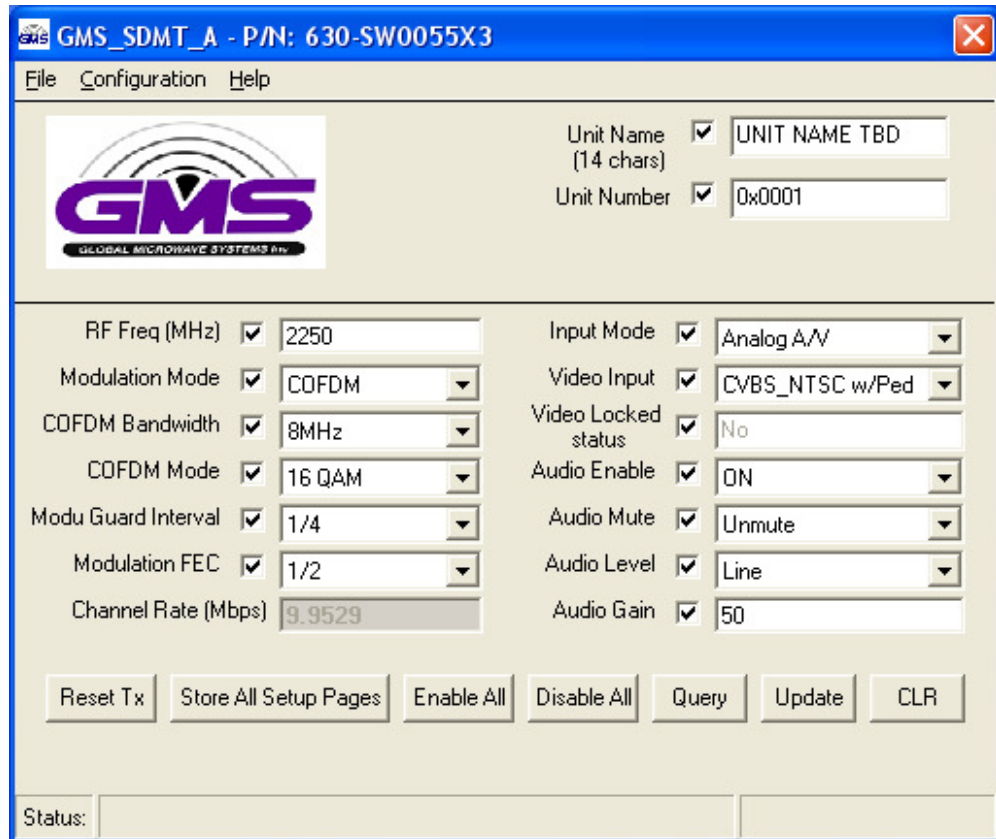 GMS_SDMT_A - P/N: 630-SW0055X3
File Configuration Help
GMS
GLOBAL MICROWAVE SYSTEMS Inc
Unit Name
(14 chars)
UNIT NAME TBD
Unit Number
0x0001
RF Freq (MHz)
2250
Modulation Mode
COFDM
COFDM Bandwidth
8MHz
COFDM Mode
16 QAM
Modu Guard Interval
1/4
Modulation FEC
1/2
Channel Rate (Mbps)
9.9529
Input Mode
Analog A/V
Video Input
CVBS_NTSC w/Ped
Video Locked
status
No
Audio Enable
ON
Audio Mute
Unmute
Audio Level
Line
Audio Gain
50
Reset Tx
Store All Setup Pages
Enable All
Disable All
Query
Update
CLR
Status: